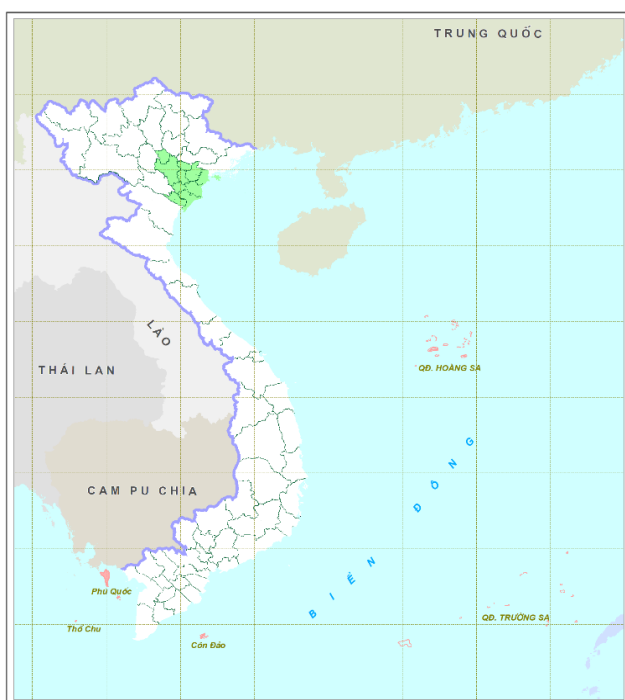 TRUNG QUỐC
LÀO
QĐ. HOÀNG SA
THÁI LAN
CAM PU CHIA
BIỂN ĐÔNG
Phú Quốc
QĐ. TRƯỜNG SA
Thổ Chu
Côn Đảo